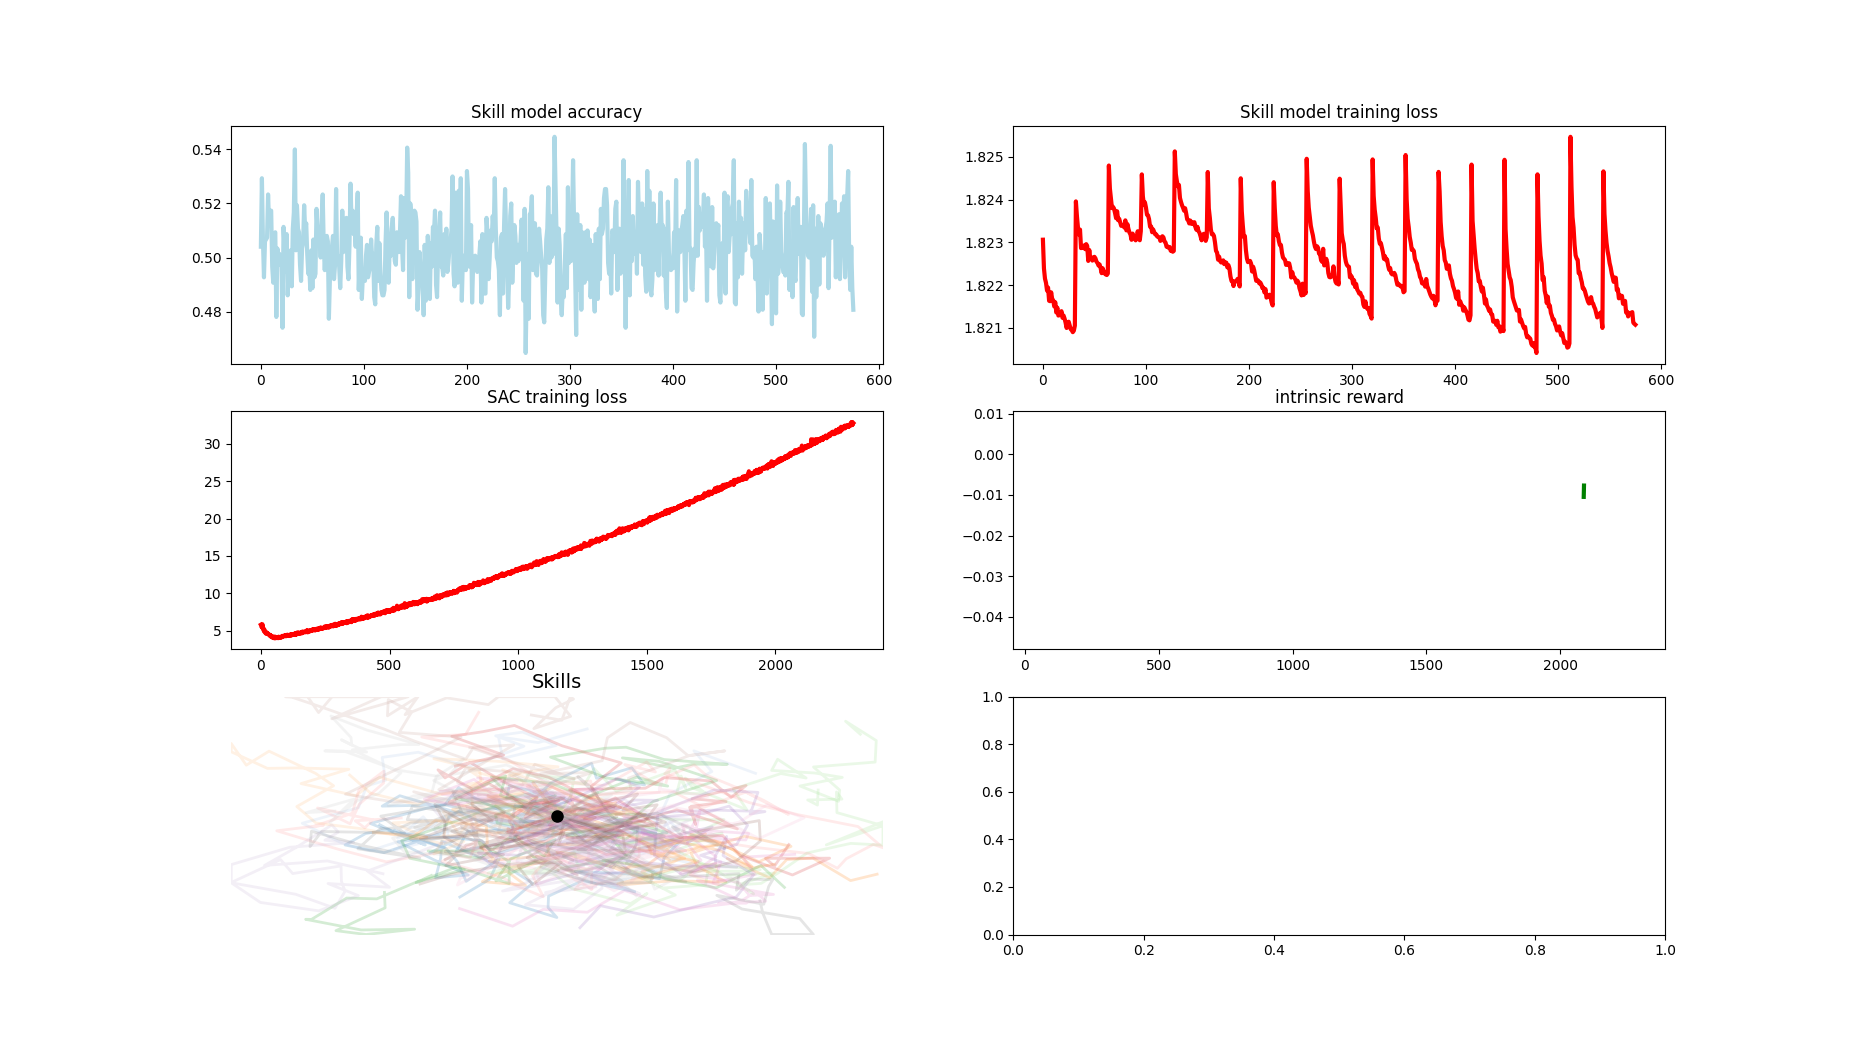 Skill model accuracy
0.54
0.52
0.50
0.48
0 100 200 300 400 500 600
Skill model training loss
1.825
1.824
1.823
1.822
1.821
0 100 200 300 400 500 600
SAC training loss
30
25
20
15
10
5
0 500 1000 1500 2000
intrinsic reward
0.01
0.00
−0.01
−0.02
−0.03
−0.04
0 500 1000 1500 2000
Skills
1.0
0.8
0.6
0.4
0.2
0.0
0.0 0.2 0.4 0.6 0.8 1.0